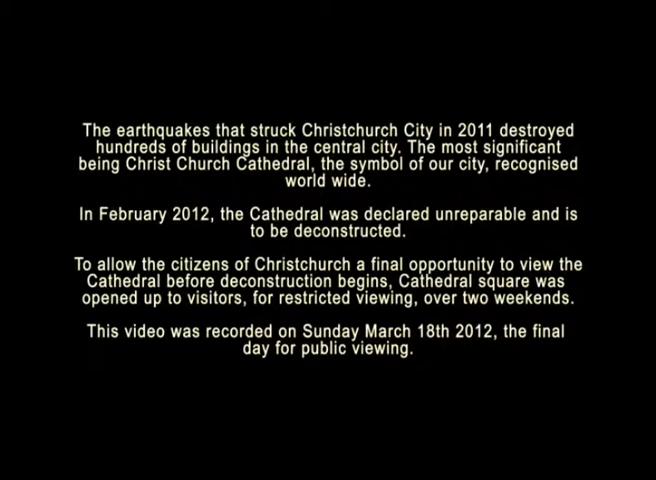 The earthquakes that struck Christchurch City in 2011 destroyed
hundreds of buildings in the central city. The most significant
being Christ Church Cathedral, the symbol of our city, recognised
world wide.
In February 2012, the Cathedral was declared unreparable and is
to be deconstructed.
To allow the citizens of Christchurch a final opportunity to view the
Cathedral before deconstruction begins, Cathedral square was
opened up to visitors, for restricted viewing, over two weekends.
This video was recorded on Sunday March 18th 2012, the final
day for public viewing.